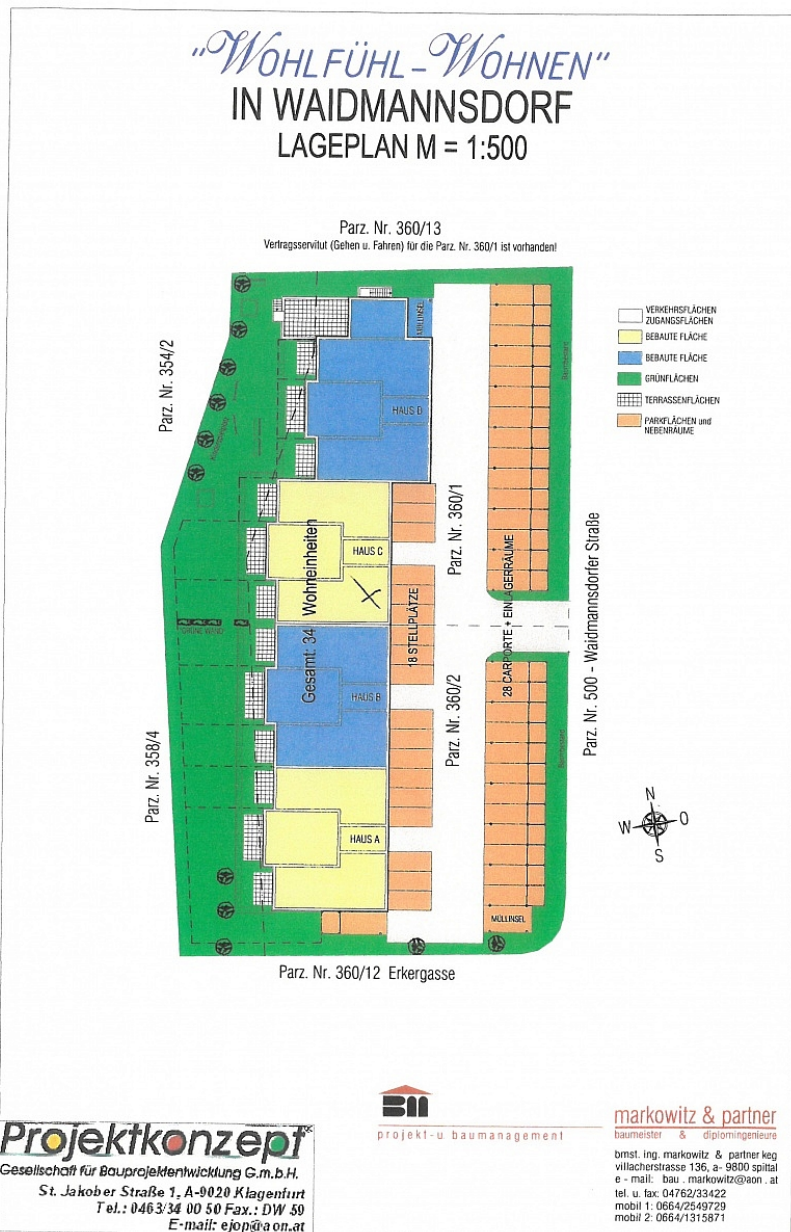 "WOHLFÜHL-WOHNEN"
IN WAIDMANNSDORF
LAGEPLAN M = 1:500
Parz. Nr. 360/13
Vertragsservitut (Gehen u. Fahren) für die Parz. Nr. 360/1 ist vorhanden!
VERKEHRSFLÄCHEN
ZUGANGSFLÄCHEN
BEBAUTE FLÄCHE
BEBAUTE FLÄCHE
GRÜNFLÄCHEN
TERRASSENFLÄCHEN
PARKFLÄCHEN und
NEBENRÄUME
Parz. Nr. 354/2
Parz. Nr. 358/4
MÜLLINSEL
HAUS D
HAUS C
HAUS B
HAUS A
Gesamt: 34 Wohneinheiten
18 STELLPLÄTZE
Parz. Nr. 360/1
Parz. Nr. 360/2
28 CARPORTE + EINLAGERRÄUME
Parz. Nr. 500 - Waidmannsdorfer Straße
MÜLLINSEL
N
W O
S
Parz. Nr. 360/12 Erkergasse
Projektkonzept
Gesellschaft für Bauprojektentwicklung G.m.b.H.
St. Jakober Straße 1, A-9020 Klagenfurt
Tel.: 0463/34 00 50 Fax.: DW 59
E-mail: ejop@aon.at
projekt-u baumanagement
markowitz & partner
baumeister & diplomingenieure
bmst. ing. markowitz & partner keg
villacherstrasse 136, a- 9800 spittal
e - mail: bau . markowitz@aon . at
tel. u. fax: 04762/33422
mobil 1: 0664/2549729
mobil 2: 0664/1315871